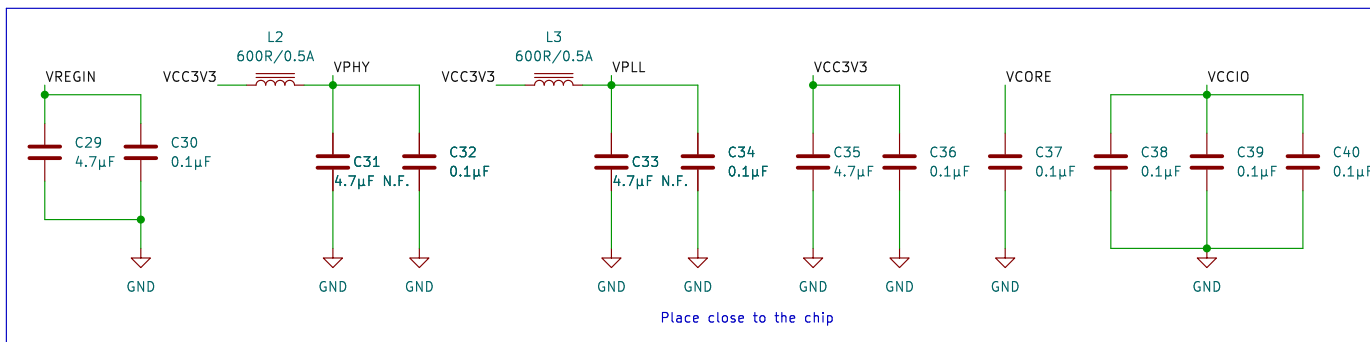 L2
600R/0.5A
L3
600R/0.5A
VREGIN
VCC3V3
VPHY
VCC3V3
VPLL
VCC3V3
VCORE
VCCIO
C29
4.7µF
C30
0.1µF
C31
4.7µF N.F.
C32
0.1µF
C33
4.7µF N.F.
C34
0.1µF
C35
4.7µF
C36
0.1µF
C37
0.1µF
C38
0.1µF
C39
0.1µF
C40
0.1µF
GND
GND
GND
GND
GND
GND
GND
GND
GND
Place close to the chip